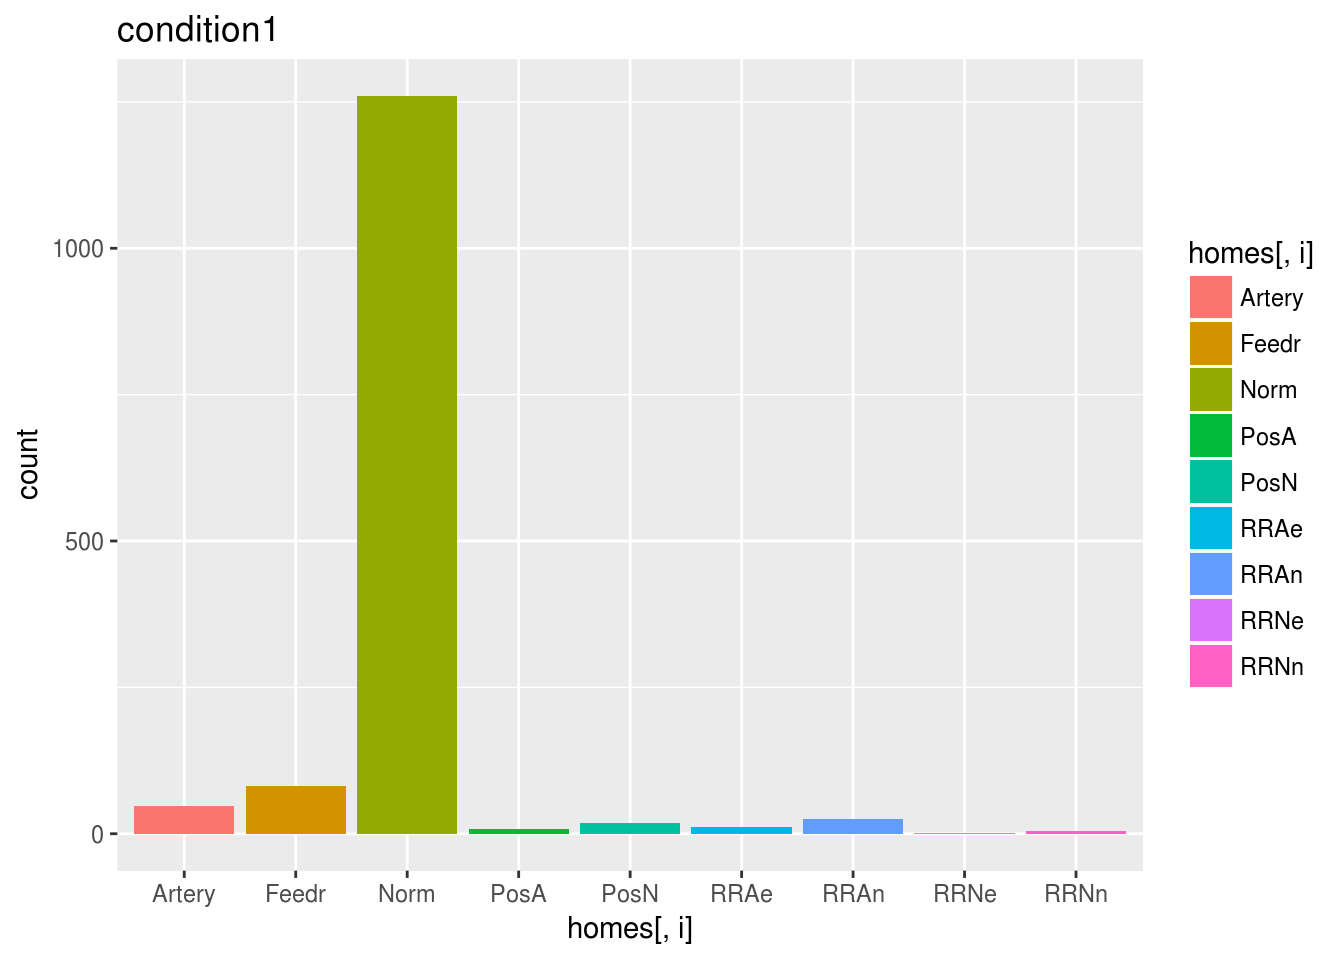 condition1
count
1000
500
0
Artery Feedr Norm PosA PosN RRAe RRAn RRNe RRNn
homes[, i]
homes[, i]
Artery
Feedr
Norm
PosA
PosN
RRAe
RRAn
RRNe
RRNn